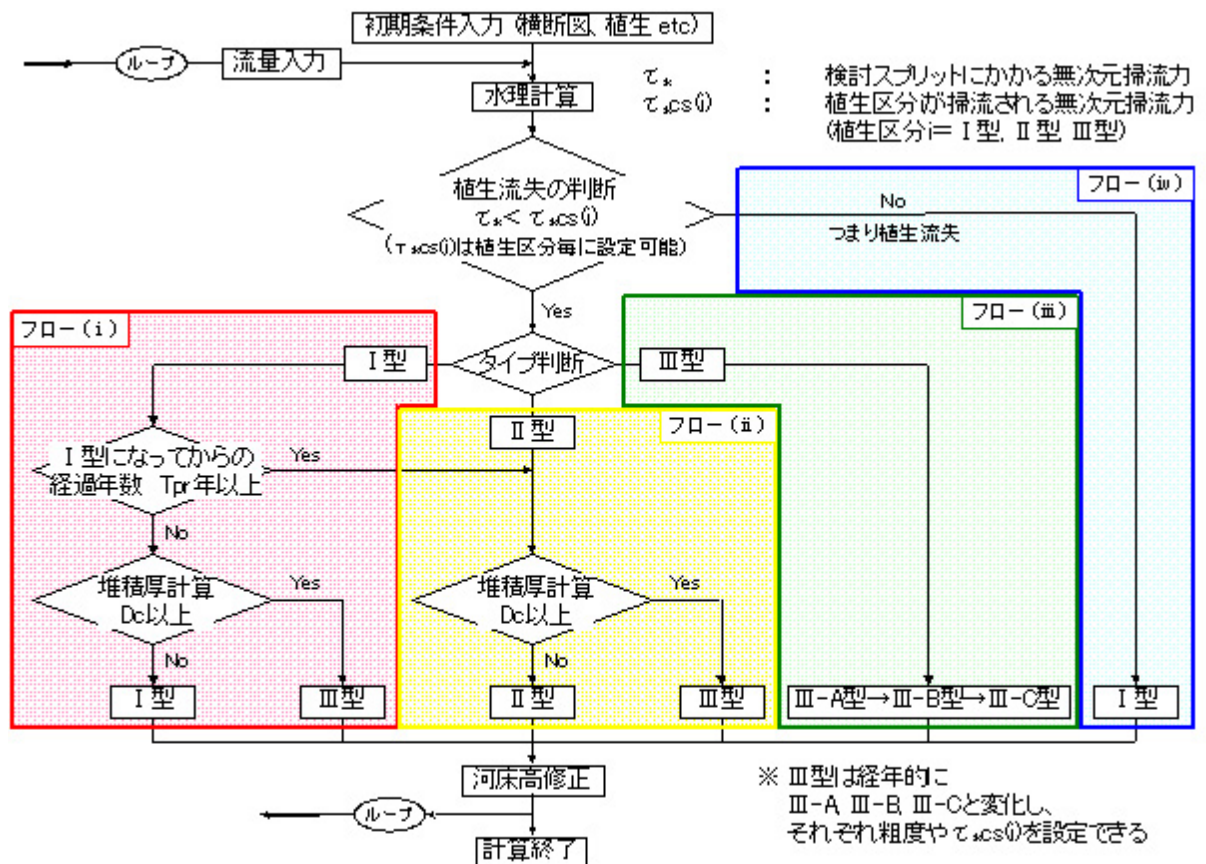 初期条件入力（横断図、植生 etc）
ループ
流量入力
水理計算
τ* : 検討スプリットにかかる無次元掃流力
τ*cs(i) : 植生区分が掃流される無次元掃流力
(植生区分i=Ⅰ型, Ⅱ型, Ⅲ型)
植生流失の判断
τ*< τ*cs(i)
(τ*cs(i)は植生区分毎に設定可能)
No
つまり植生流失
フロー(ⅳ)
Yes
フロー(ⅰ)
フロー(ⅲ)
Ⅰ型
タイプ判断
Ⅲ型
フロー(ⅱ)
Ⅱ型
Ⅰ型になってからの
経過年数 Tpr年以上
Yes
No
堆積厚計算
Dc以上
Yes
No
堆積厚計算
Dc以上
Yes
No
Ⅰ型
Ⅲ型
Ⅱ型
Ⅲ型
Ⅲ-A型→Ⅲ-B型→Ⅲ-C型
Ⅰ型
河床高修正
ループ
計算終了
※ Ⅲ型は経年的に
Ⅲ-A, Ⅲ-B, Ⅲ-Cと変化し、
それぞれ粗度やτ*cs(i)を設定できる